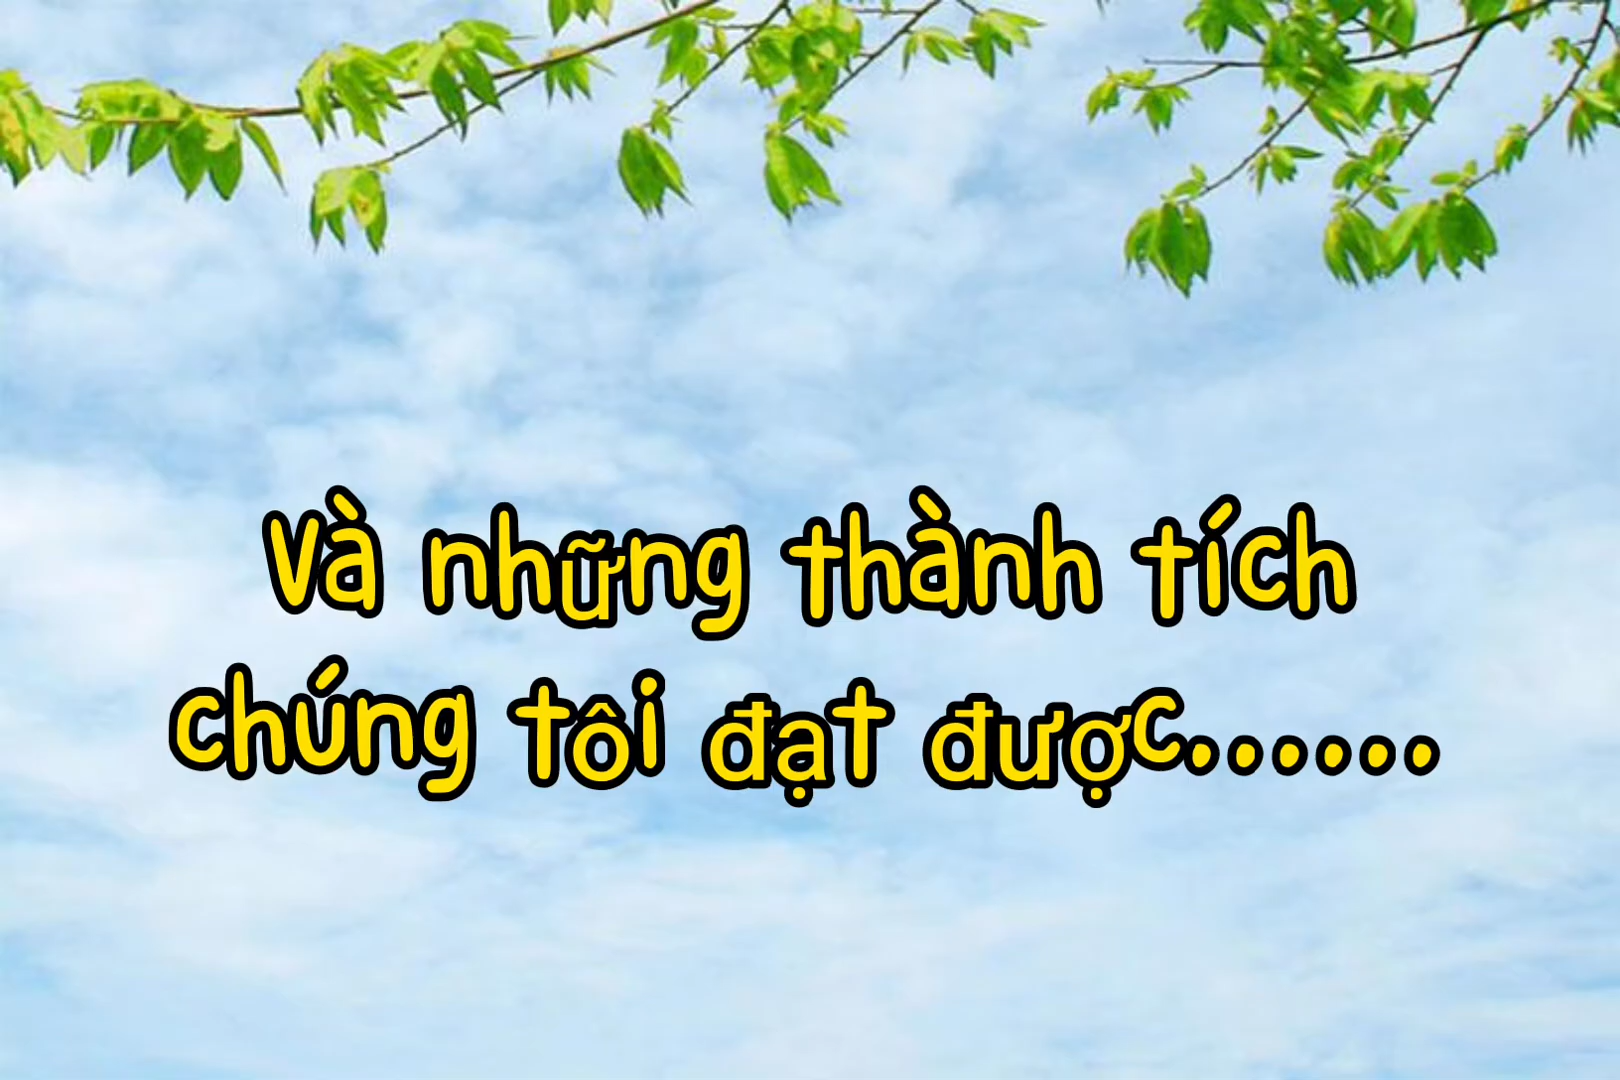 Và những thành tích
chúng tôi đạt được......